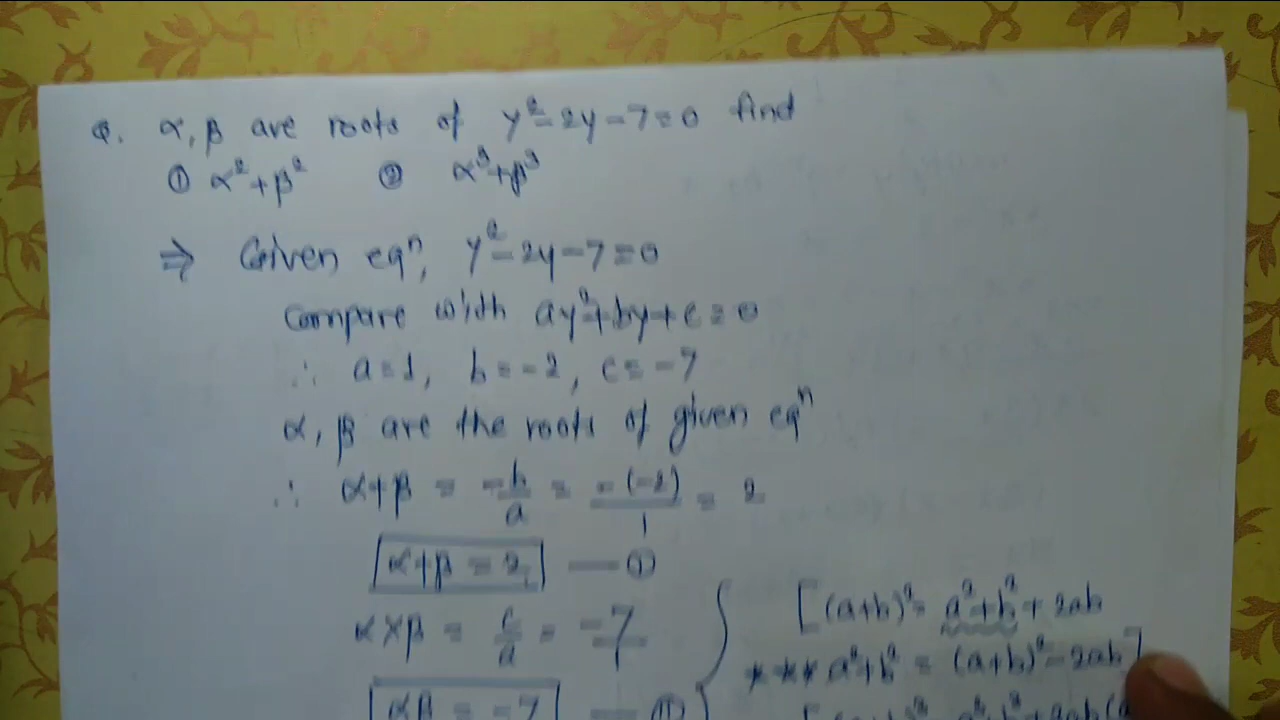 Q. α, β are roots of y²-2y-7=0 find
① α²+β² ② α³+β³
⇒ Given eqⁿ, y²-2y-7=0
Compare with ay²+by+c=0
∴ a=1, b=-2, c=-7
α, β are the roots of given eqⁿ
∴ α+β = -b/a = -(-2)/1 = 2
α+β = 2, — ①
α×β = c/a = -7
αβ = -7 — ⑪
[(a+b)² = a²+b²+2ab
*** a²+b² = (a+b)²-2ab]